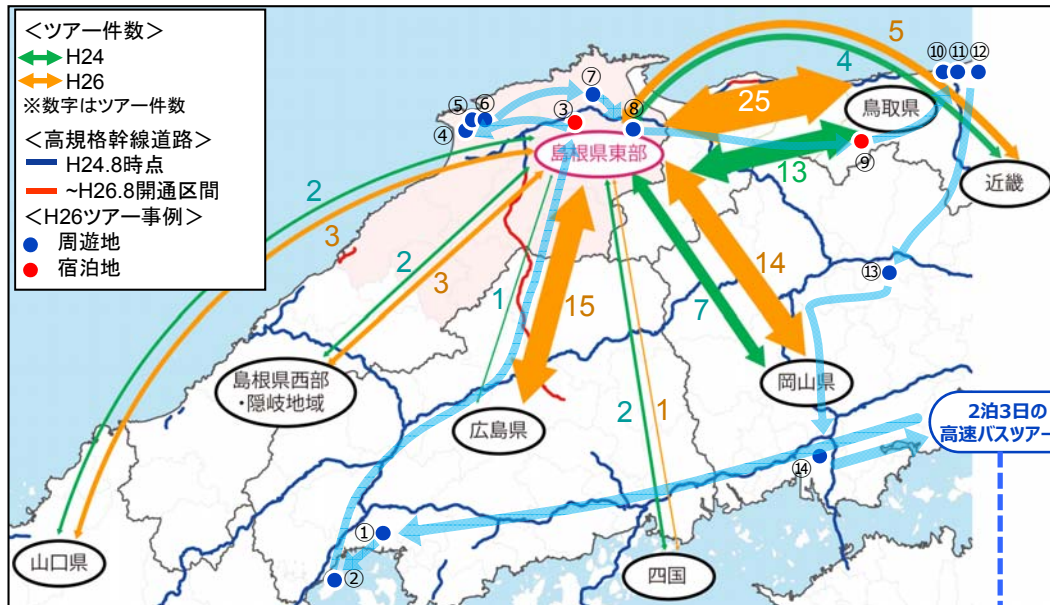 ＜ツアー件数＞
H24
H26
※数字はツアー件数
＜高規格幹線道路＞
H24.8時点
~H26.8開通区間
＜H26ツアー事例＞
周遊地
宿泊地
5
4
⑩
⑪
⑫
⑦
⑤
⑥
④
③
⑧
25
鳥取県
島根県東部
⑨
13
近畿
2
3
2
3
1
15
7
14
⑬
島根県西部
・隠岐地域
広島県
岡山県
2
1
2泊3日の
高速バスツアー
⑭
①
②
山口県
四国